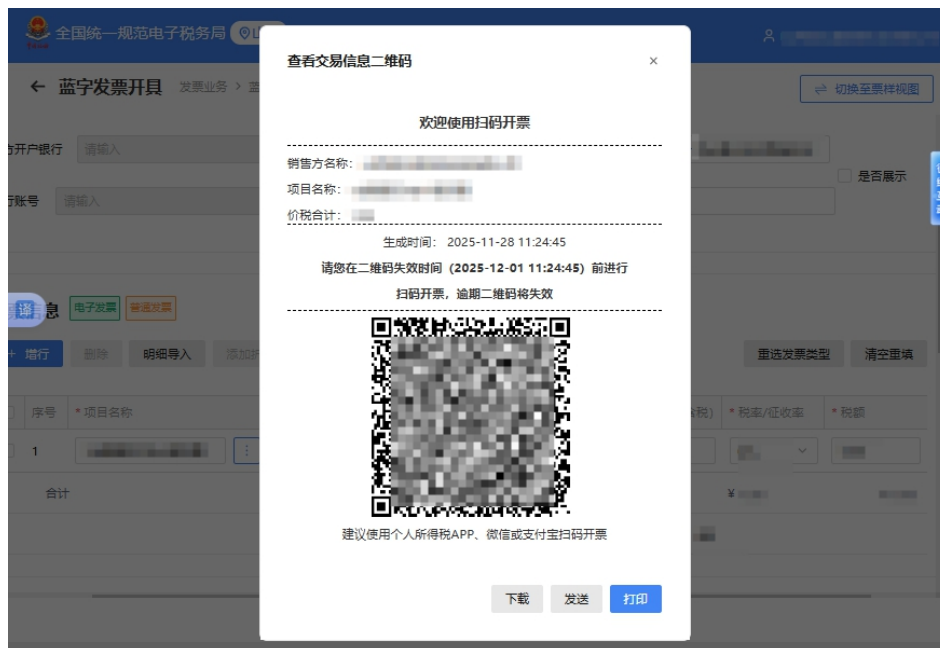 全国统一规范电子税务局
查看交易信息二维码
×
← 蓝字发票开具 发票业务 > 蓝
切换至票样视图
欢迎使用扫码开票
方开户银行 请输入
销售方名称：
是否展示
项目名称：
行账号 请输入
价税合计：
生成时间： 2025-11-28 11:24:45
请您在二维码失效时间（2025-12-01 11:24:45）前进行
扫码开票，逾期二维码将失效
译 息 电子发票 普通发票
+ 增行 删除 明细导入 添加折
重选发票类型 清空重填
序号 *项目名称
税) *税率/征收率 *税额
1
合计
¥
建议使用个人所得税APP、微信或支付宝扫码开票
下载 发送 打印